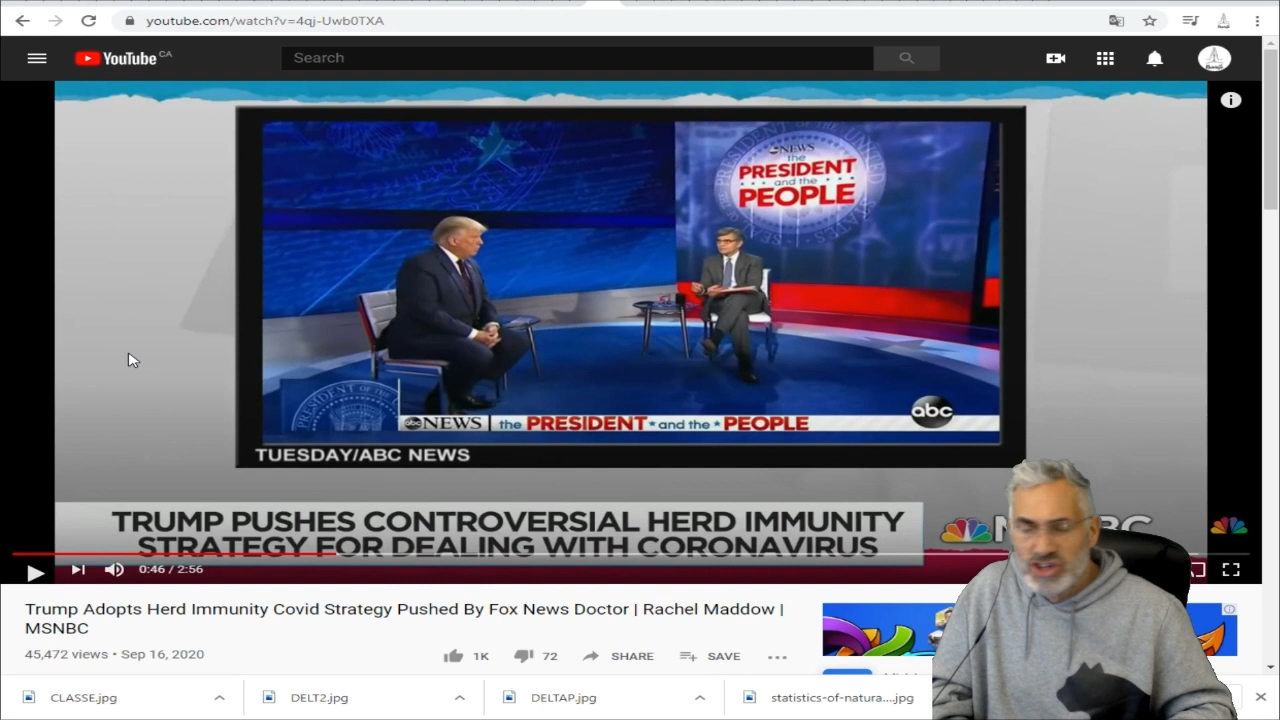 youtube.com/watch?v=4qj-Uwb0TXA
YouTube CA
Search
abc NEWS
the
PRESIDENT
and the
PEOPLE
abc NEWS | the PRESIDENT and the PEOPLE
abc
TUESDAY/ABC NEWS
TRUMP PUSHES CONTROVERSIAL HERD IMMUNITY
STRATEGY FOR DEALING WITH CORONAVIRUS
0:46 / 2:56
Trump Adopts Herd Immunity Covid Strategy Pushed By Fox News Doctor | Rachel Maddow |
MSNBC
45,472 views • Sep 16, 2020
1K
72
SHARE
SAVE
CLASSE.jpg
DELT2.jpg
DELTAP.jpg
statistics-of-natura....jpg